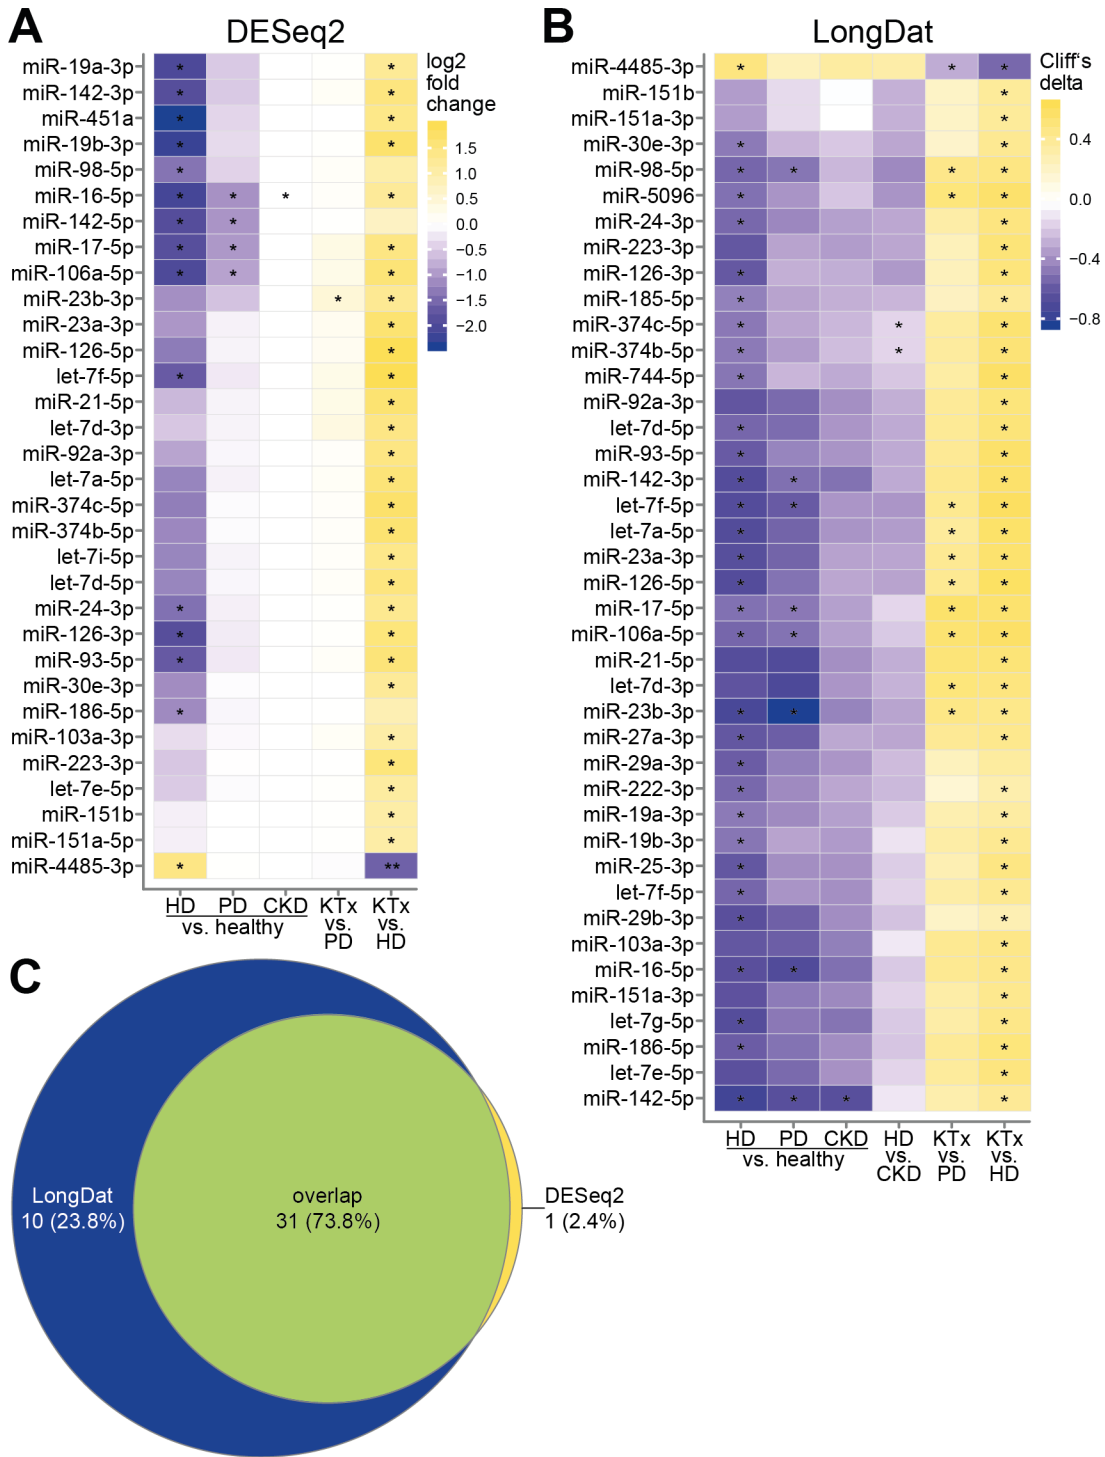 A
DESeq2
miR-19a-3p
miR-142-3p
miR-451a
miR-19b-3p
miR-98-5p
miR-16-5p
miR-142-5p
miR-17-5p
miR-106a-5p
miR-23b-3p
miR-23a-3p
miR-126-5p
let-7f-5p
miR-21-5p
let-7d-3p
miR-92a-3p
let-7a-5p
miR-374c-5p
miR-374b-5p
let-7i-5p
let-7d-5p
miR-24-3p
miR-126-3p
miR-93-5p
miR-30e-3p
miR-186-5p
miR-103a-3p
miR-223-3p
let-7e-5p
miR-151b
miR-151a-5p
miR-4485-3p
HD PD CKD KTx KTx
vs. healthy vs. vs.
PD HD
log2
fold
change
1.5
1.0
0.5
0.0
−0.5
−1.0
−1.5
−2.0
B
LongDat
miR-4485-3p
miR-151b
miR-151a-3p
miR-30e-3p
miR-98-5p
miR-5096
miR-24-3p
miR-223-3p
miR-126-3p
miR-185-5p
miR-374c-5p
miR-374b-5p
miR-744-5p
miR-92a-3p
let-7d-5p
miR-93-5p
miR-142-3p
let-7f-5p
let-7a-5p
miR-23a-3p
miR-126-5p
miR-17-5p
miR-106a-5p
miR-21-5p
let-7d-3p
miR-23b-3p
miR-27a-3p
miR-29a-3p
miR-222-3p
miR-19a-3p
miR-19b-3p
miR-25-3p
let-7f-5p
miR-29b-3p
miR-103a-3p
miR-16-5p
miR-151a-3p
let-7g-5p
miR-186-5p
let-7e-5p
miR-142-5p
HD PD CKD HD KTx KTx
vs. healthy vs. vs. vs.
CKD PD HD
Cliff's
delta
0.4
0.0
−0.4
−0.8
C
LongDat
10 (23.8%)
overlap
31 (73.8%)
DESeq2
1 (2.4%)